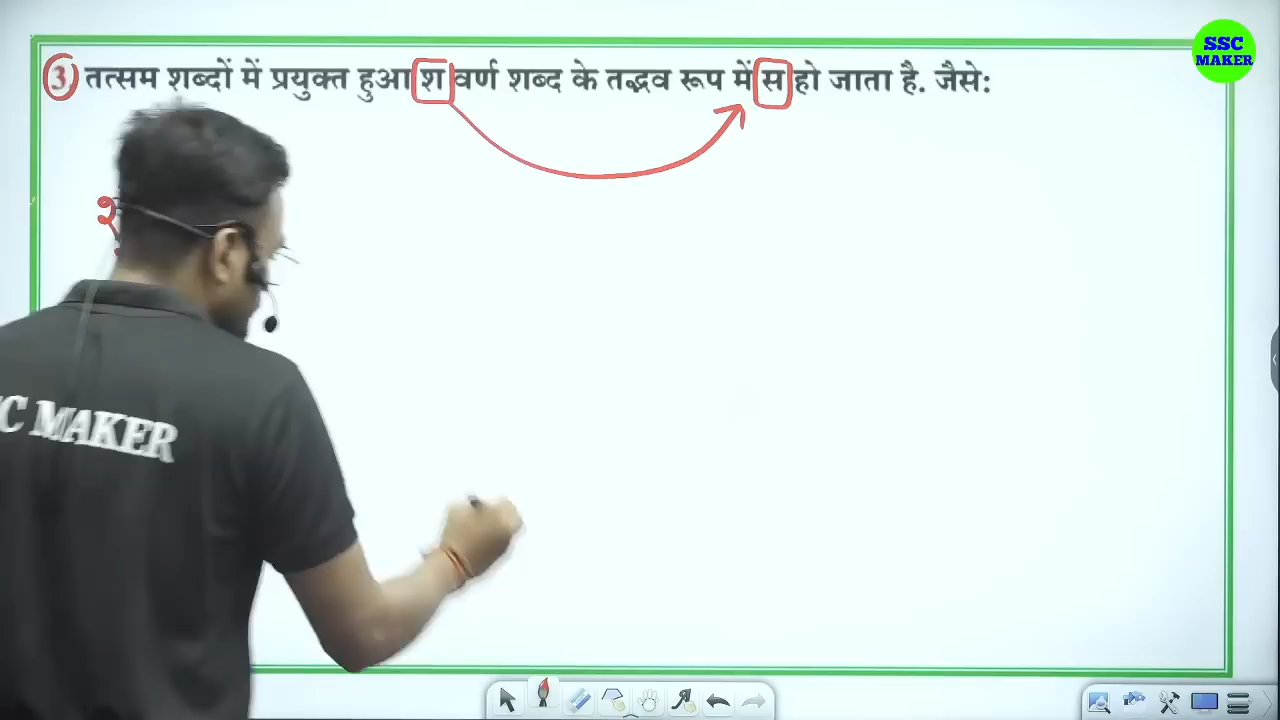 SSC
MAKER
3) तत्सम शब्दों में प्रयुक्त हुआ श वर्ण शब्द के तद्भव रूप में स हो जाता है. जैसे:
C MAKER